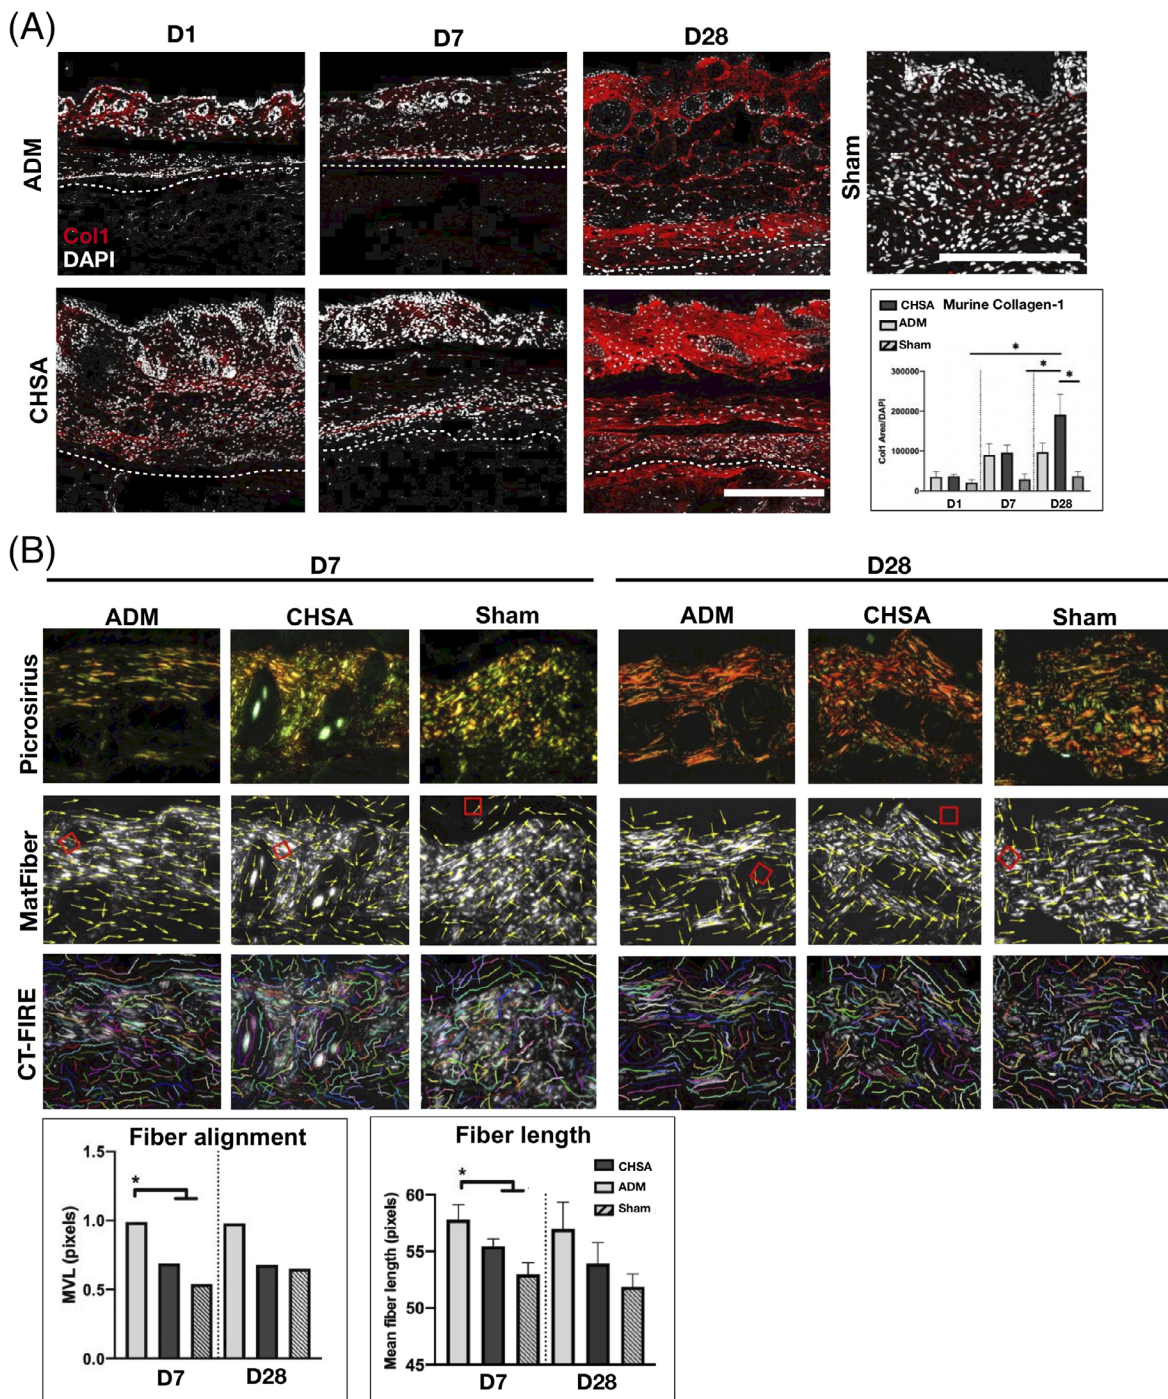 (A)
D1
D7
D28
ADM
Col1
DAPI
Sham
CHSA
CHSA Murine Collagen-1
ADM
Sham
*
* *
300000
200000
100000
0
Col1 Area/DAPI
D1 D7 D28
(B)
D7 D28
ADM CHSA Sham ADM CHSA Sham
Picrosirius
MatFiber
CT-FIRE
Fiber alignment
*
1.5
1.0
0.5
0.0
MVL (pixels)
D7 D28
Fiber length
*
CHSA
ADM
Sham
60
55
50
45
Mean fiber length (pixels)
D7 D28